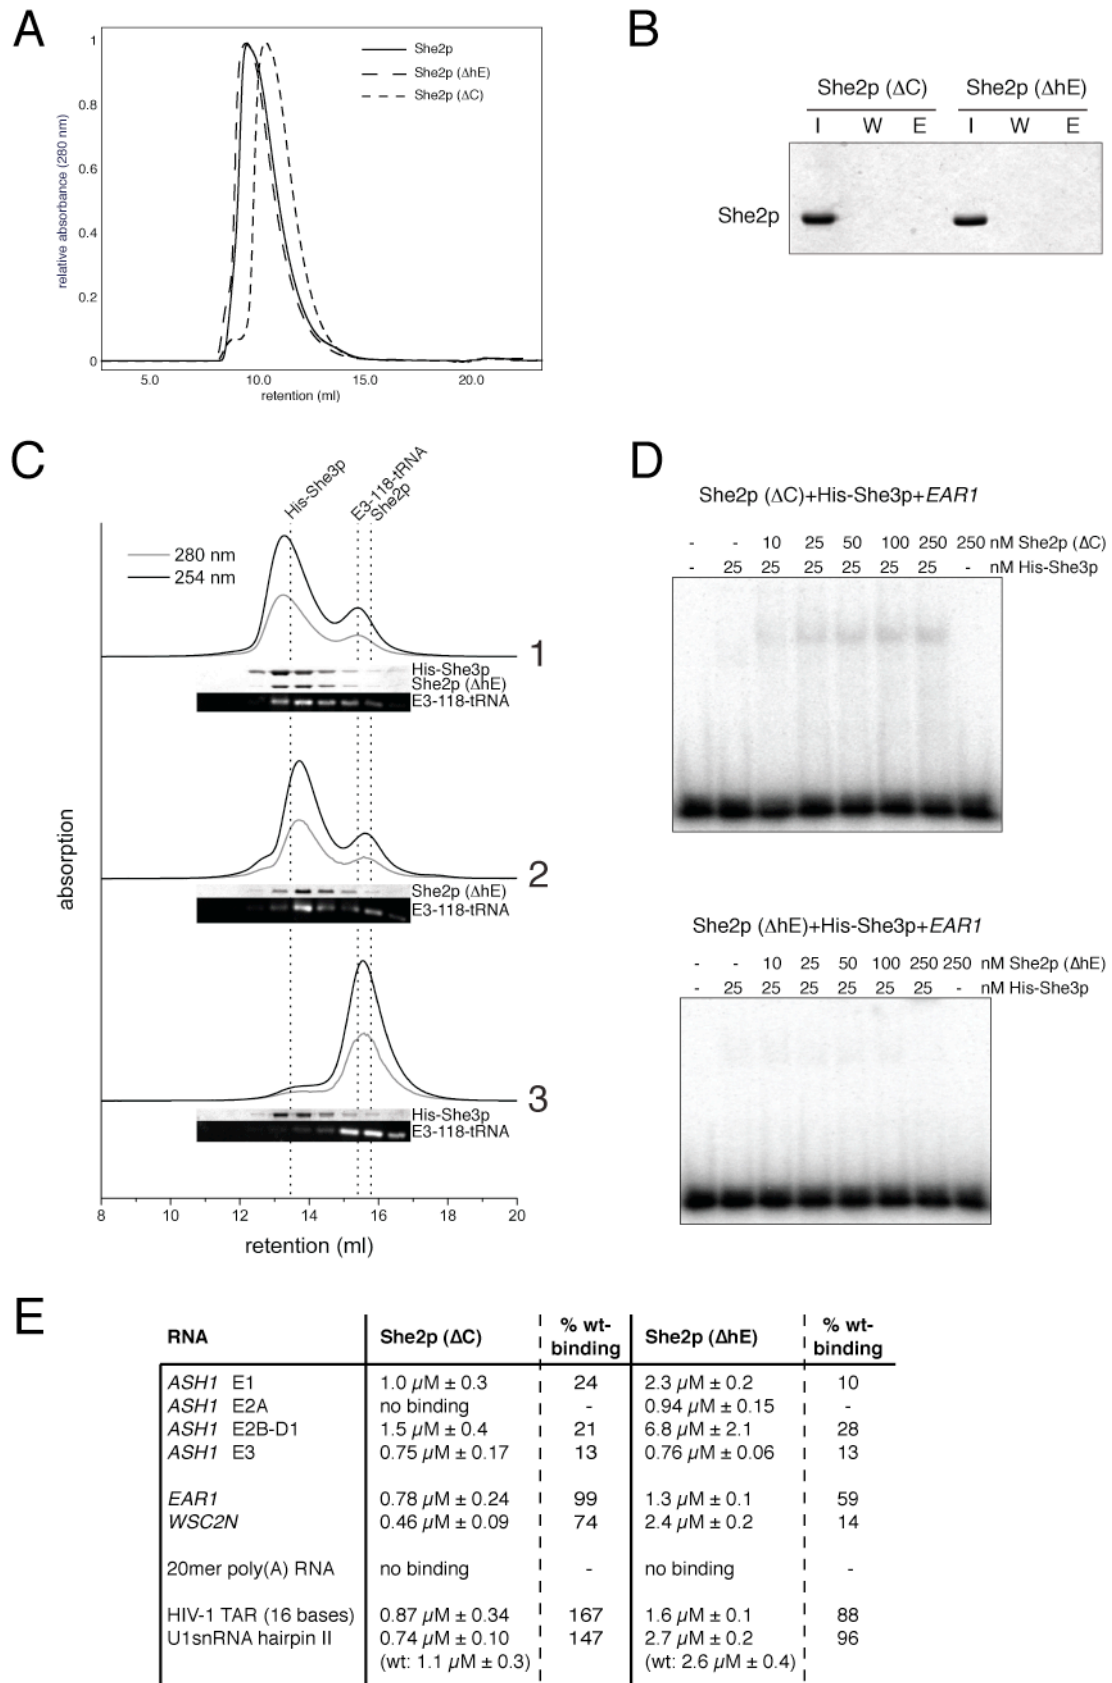 A
relative absorbance (280 nm)
1
0.8
0.6
0.4
0.2
0
5.0 10.0 15.0 20.0
retention (ml)
She2p
She2p (ΔhE)
She2p (ΔC)
B
She2p (ΔC) She2p (ΔhE)
I W E I W E
She2p
C
His-She3p
E3-118-tRNA
She2p
280 nm
254 nm
1
His-She3p
She2p (ΔhE)
E3-118-tRNA
absorption
2
She2p (ΔhE)
E3-118-tRNA
3
His-She3p
E3-118-tRNA
8 10 12 14 16 18 20
retention (ml)
D
She2p (ΔC)+His-She3p+EAR1
- - 10 25 50 100 250 250 nM She2p (ΔC)
- 25 25 25 25 25 25 - nM His-She3p
She2p (ΔhE)+His-She3p+EAR1
- - 10 25 50 100 250 250 nM She2p (ΔhE)
- 25 25 25 25 25 25 - nM His-She3p
E
RNA She2p (ΔC) % wt-binding She2p (ΔhE) % wt-binding
ASH1 E1 1.0 µM ± 0.3 24 2.3 µM ± 0.2 10
ASH1 E2A no binding - 0.94 µM ± 0.15 -
ASH1 E2B-D1 1.5 µM ± 0.4 21 6.8 µM ± 2.1 28
ASH1 E3 0.75 µM ± 0.17 13 0.76 µM ± 0.06 13
EAR1 0.78 µM ± 0.24 99 1.3 µM ± 0.1 59
WSC2N 0.46 µM ± 0.09 74 2.4 µM ± 0.2 14
20mer poly(A) RNA no binding - no binding -
HIV-1 TAR (16 bases) 0.87 µM ± 0.34 167 1.6 µM ± 0.1 88
U1snRNA hairpin II 0.74 µM ± 0.10 147 2.7 µM ± 0.2 96
(wt: 1.1 µM ± 0.3) (wt: 2.6 µM ± 0.4)